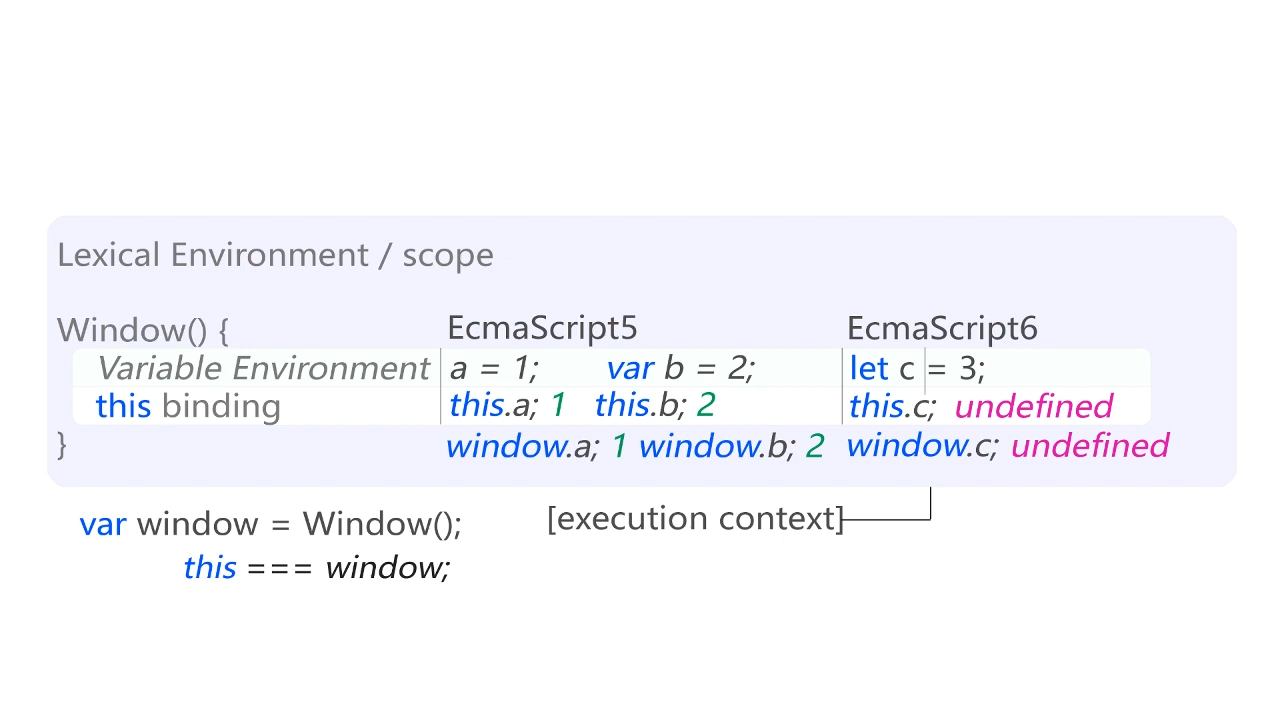 Lexical Environment / scope
Window() { EcmaScript5 EcmaScript6
Variable Environment a = 1; var b = 2; let c = 3;
this binding this.a; 1 this.b; 2 this.c; undefined
} window.a; 1 window.b; 2 window.c; undefined
var window = Window(); [execution context]
this === window;